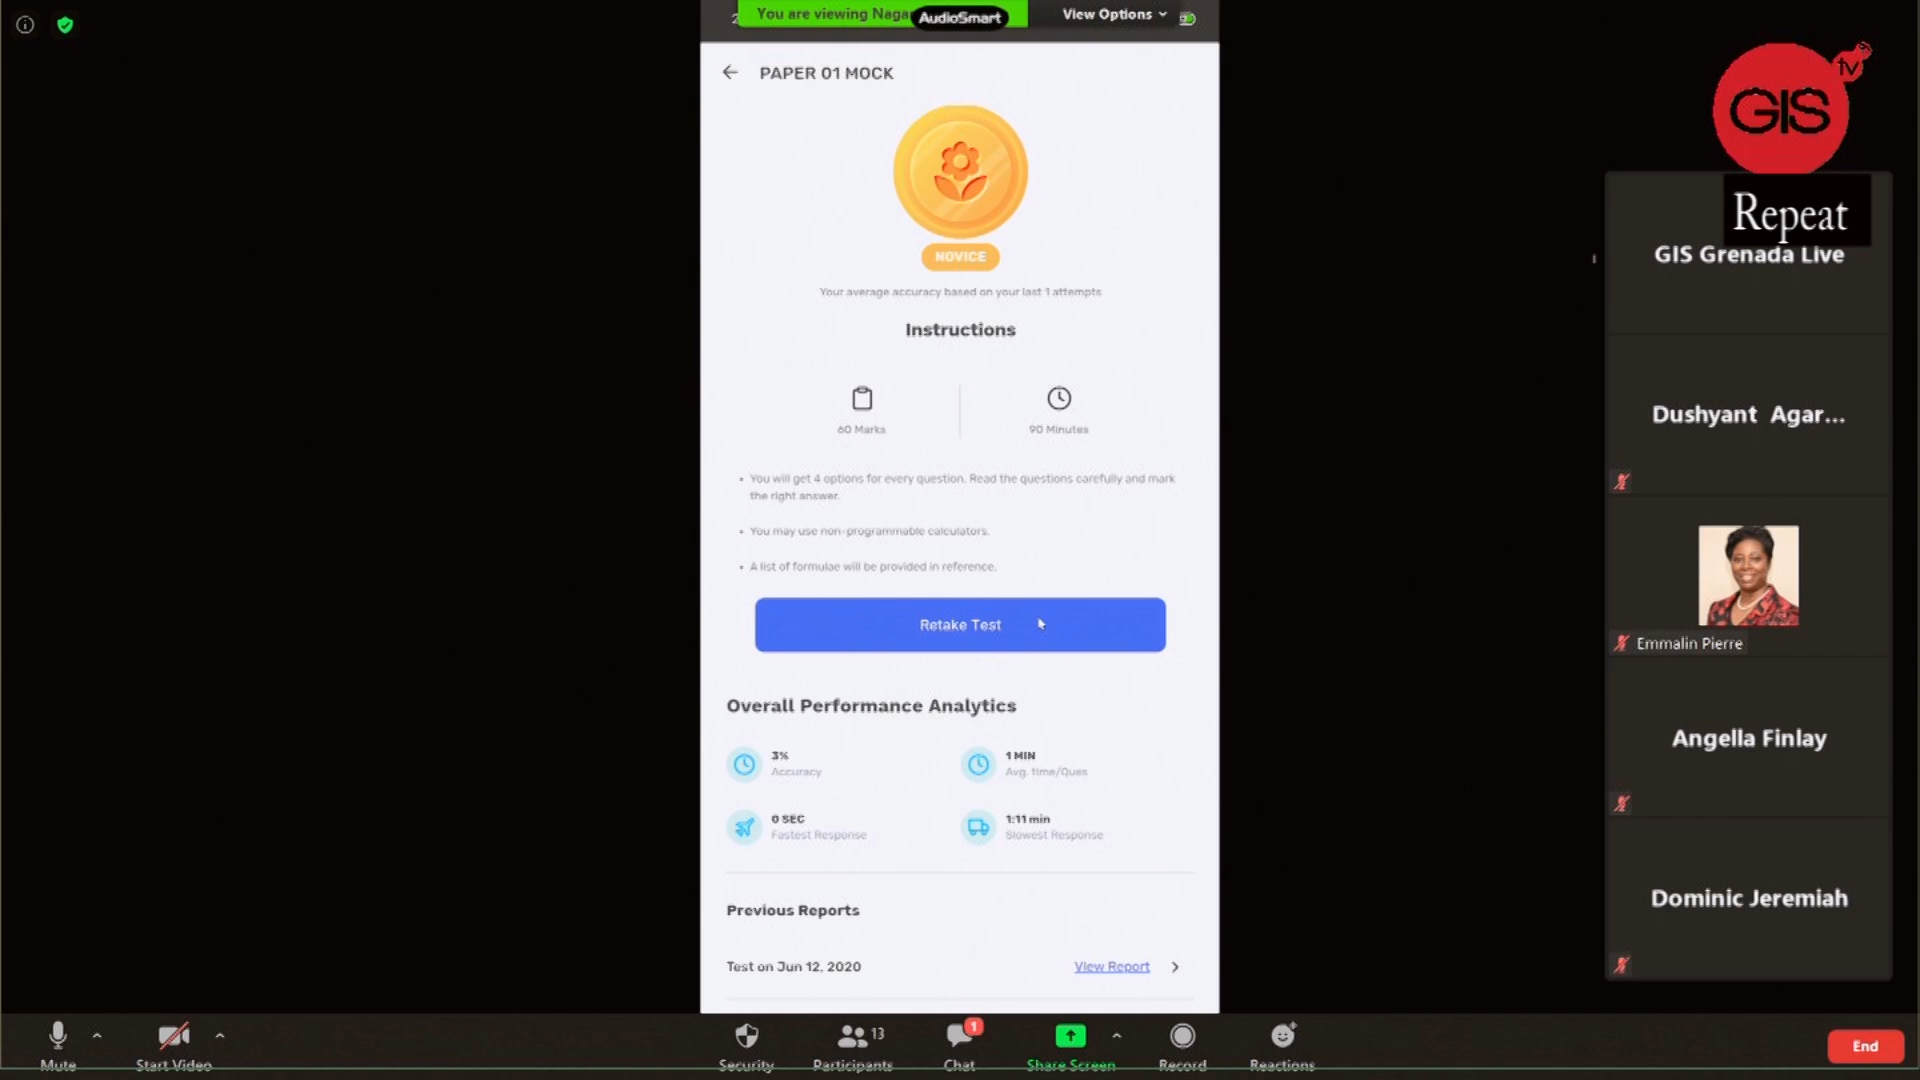 You are viewing Naga
AudioSmart
View Options
PAPER 01 MOCK
NOVICE
Your average accuracy based on your last 1 attempts
Instructions
60 Marks
90 Minutes
You will get 4 options for every question. Read the questions carefully and mark
the right answer.
You may use non-programmable calculators.
A list of formulae will be provided in reference.
Retake Test
Overall Performance Analytics
3%
Accuracy
1 MIN
Avg. time/Ques
0 SEC
Fastest Response
1:11 min
Slowest Response
Previous Reports
Test on Jun 12, 2020
View Report
GIS
tv
Repeat
GIS Grenada Live
Dushyant Agar...
Emmalin Pierre
Angella Finlay
Dominic Jeremiah
Mute
Start Video
Security
Participants
13
Chat
1
Share Screen
Record
Reactions
End